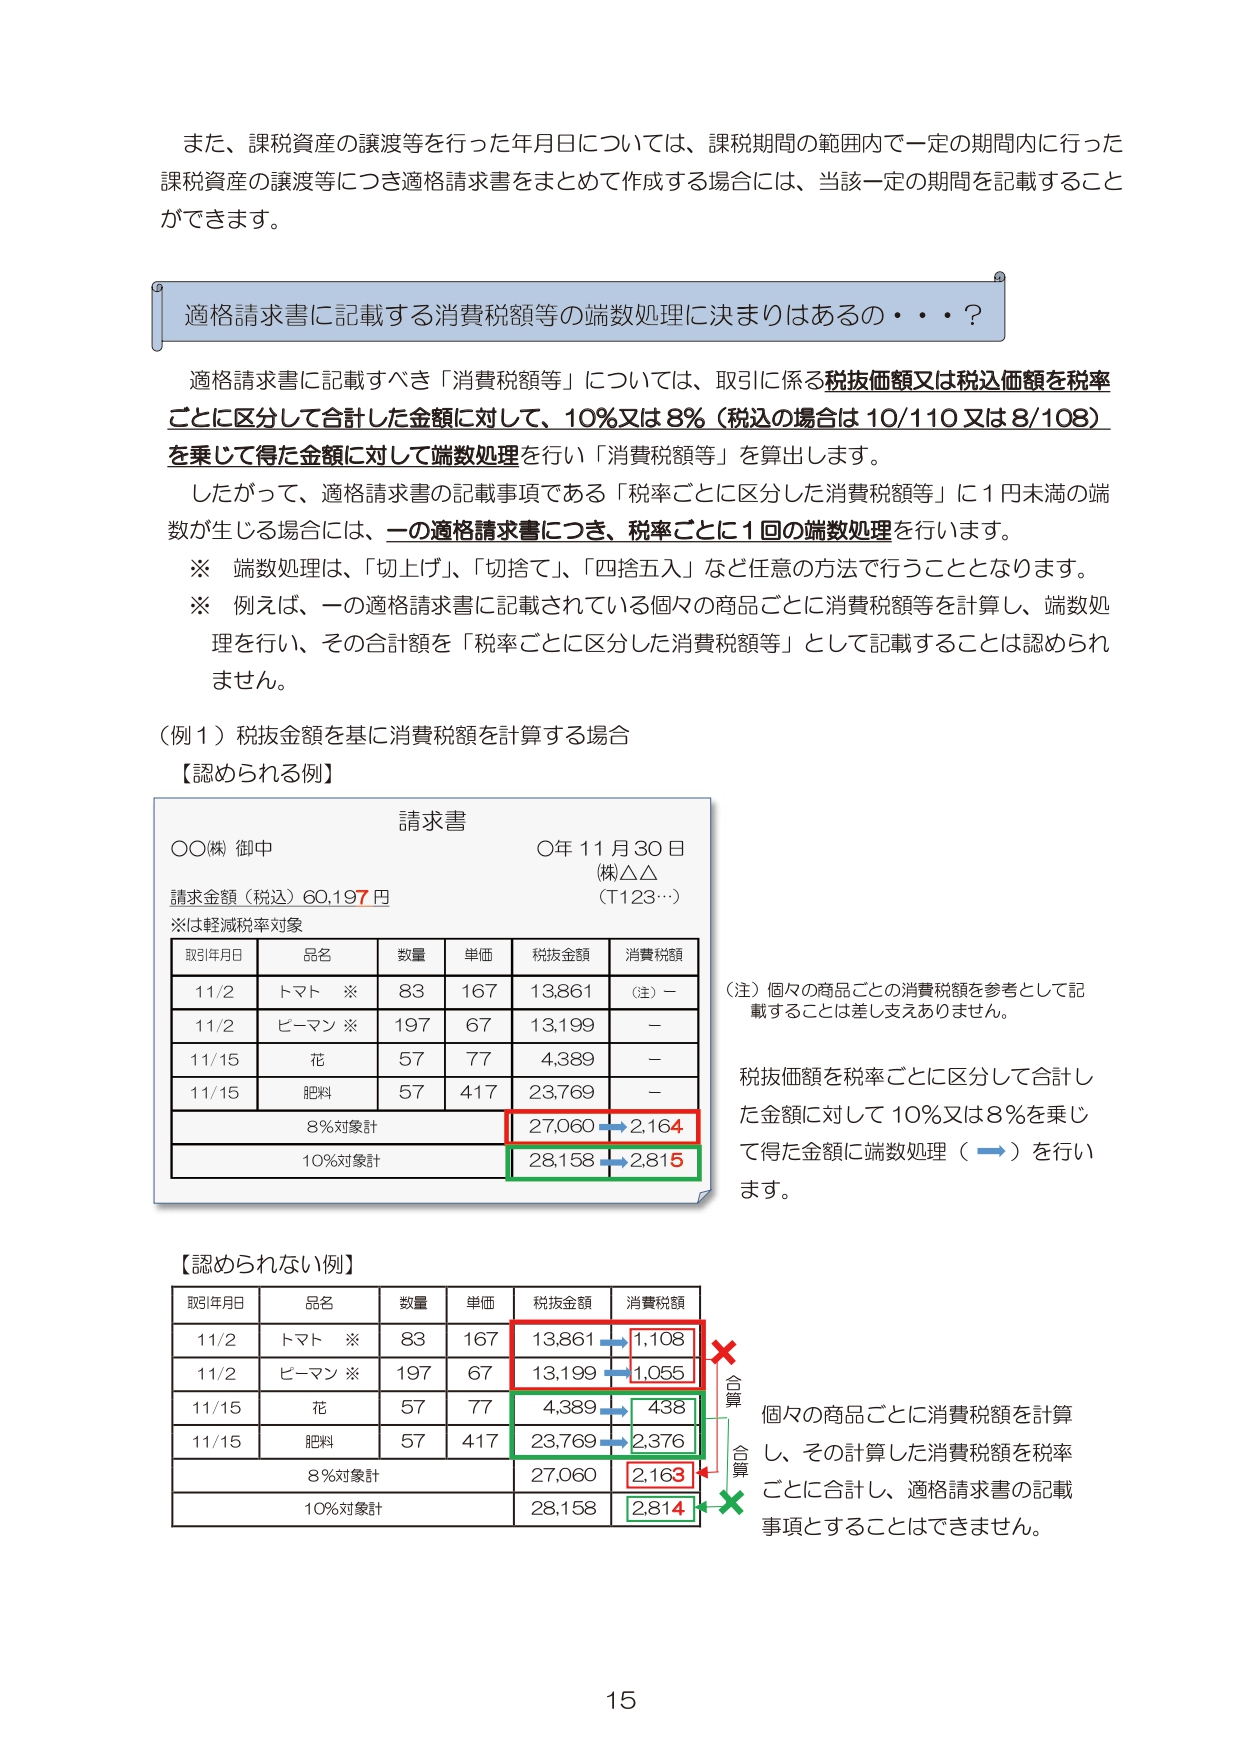 また、課税資産の譲渡等を行った年月日については、課税期間の範囲内で一定の期間内に行った
課税資産の譲渡等につき適格請求書をまとめて作成する場合には、当該一定の期間を記載すること
ができます。
適格請求書に記載する消費税額等の端数処理に決まりはあるの・・・？
適格請求書に記載すべき「消費税額等」については、取引に係る税抜価額又は税込価額を税率
ごとに区分して合計した金額に対して、10％又は8％（税込の場合は10/110又は8/108）
を乗じて得た金額に対して端数処理を行い「消費税額等」を算出します。
したがって、適格請求書の記載事項である「税率ごとに区分した消費税額等」に１円未満の端
数が生じる場合には、一の適格請求書につき、税率ごとに１回の端数処理を行います。
※　端数処理は、「切上げ」、「切捨て」、「四捨五入」など任意の方法で行うこととなります。
※　例えば、一の適格請求書に記載されている個々の商品ごとに消費税額等を計算し、端数処
理を行い、その合計額を「税率ごとに区分した消費税額等」として記載することは認められ
ません。
（例１）税抜金額を基に消費税額を計算する場合
【認められる例】
請求書
〇〇㈱ 御中　〇年 11 月 30 日
㈱△△
請求金額（税込）60,197 円　（T123…）
※は軽減税率対象
取引年月日　品名　数量　単価　税抜金額　消費税額
11/2　トマト　※　83　167　13,861　（注）－
11/2　ピーマン ※　197　67　13,199　－
11/15　花　57　77　4,389　－
11/15　肥料　57　417　23,769　－
8％対象計　27,060　2,164
10％対象計　28,158　2,815
（注）個々の商品ごとの消費税額を参考として記
載することは差し支えありません。
税抜価額を税率ごとに区分して合計し
た金額に対して 10％又は８％を乗じ
て得た金額に端数処理（ ➡ ）を行い
ます。
【認められない例】
取引年月日　品名　数量　単価　税抜金額　消費税額
11/2　トマト　※　83　167　13,861　1,108
11/2　ピーマン ※　197　67　13,199　1,055
11/15　花　57　77　4,389　438
11/15　肥料　57　417　23,769　2,376
8％対象計　27,060　2,163
10％対象計　28,158　2,814
合算
合算
個々の商品ごとに消費税額を計算
し、その計算した消費税額を税率
ごとに合計し、適格請求書の記載
事項とすることはできません。
15